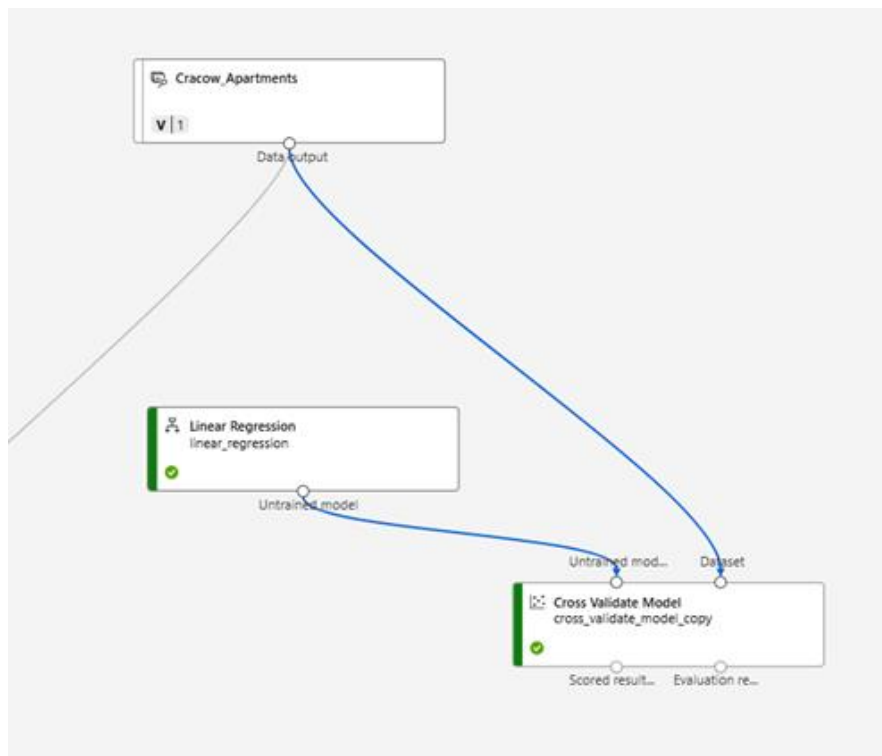 Cracow_Apartments
V | 1
Data output
Linear Regression
linear_regression
Untrained model
Untrained mod... Dataset
Cross Validate Model
cross_validate_model_copy
Scored result... Evaluation re...